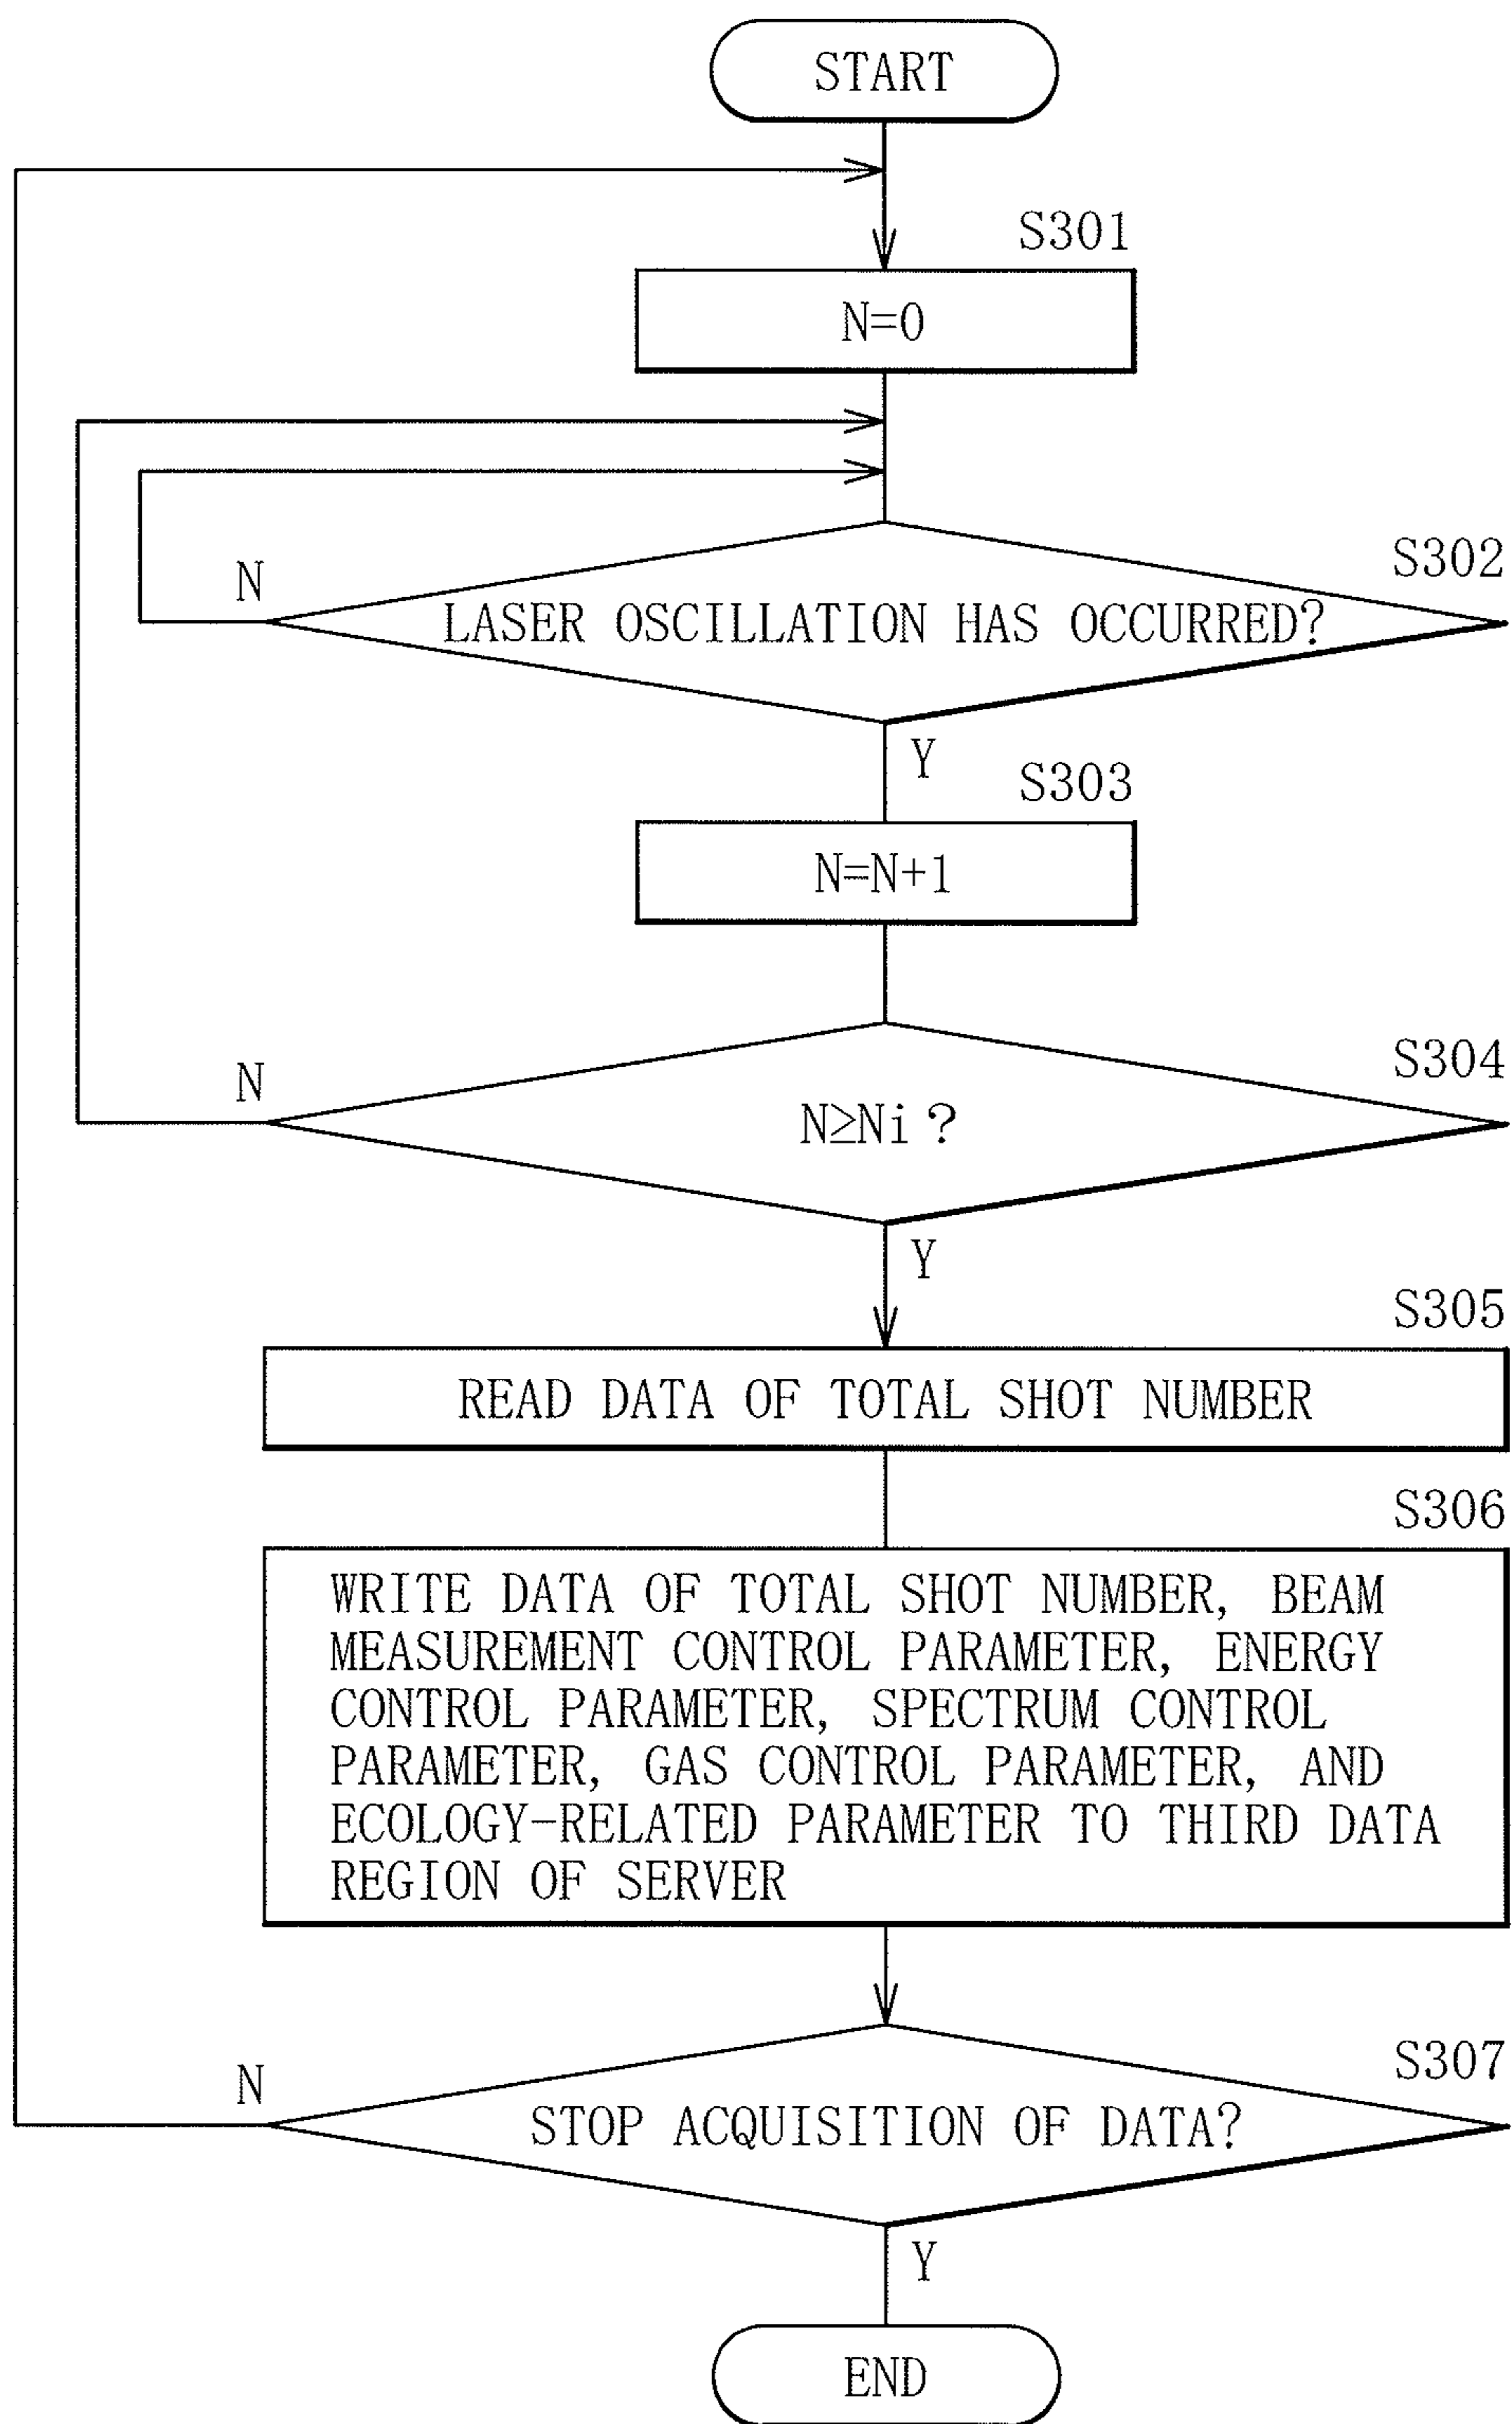 START
S301
N=0
S302
N
LASER OSCILLATION HAS OCCURRED?
Y
S303
N=N+1
S304
N
N≥Ni?
Y
S305
READ DATA OF TOTAL SHOT NUMBER
S306
WRITE DATA OF TOTAL SHOT NUMBER, BEAM
MEASUREMENT CONTROL PARAMETER, ENERGY
CONTROL PARAMETER, SPECTRUM CONTROL
PARAMETER, GAS CONTROL PARAMETER, AND
ECOLOGY-RELATED PARAMETER TO THIRD DATA
REGION OF SERVER
S307
N
STOP ACQUISITION OF DATA?
Y
END